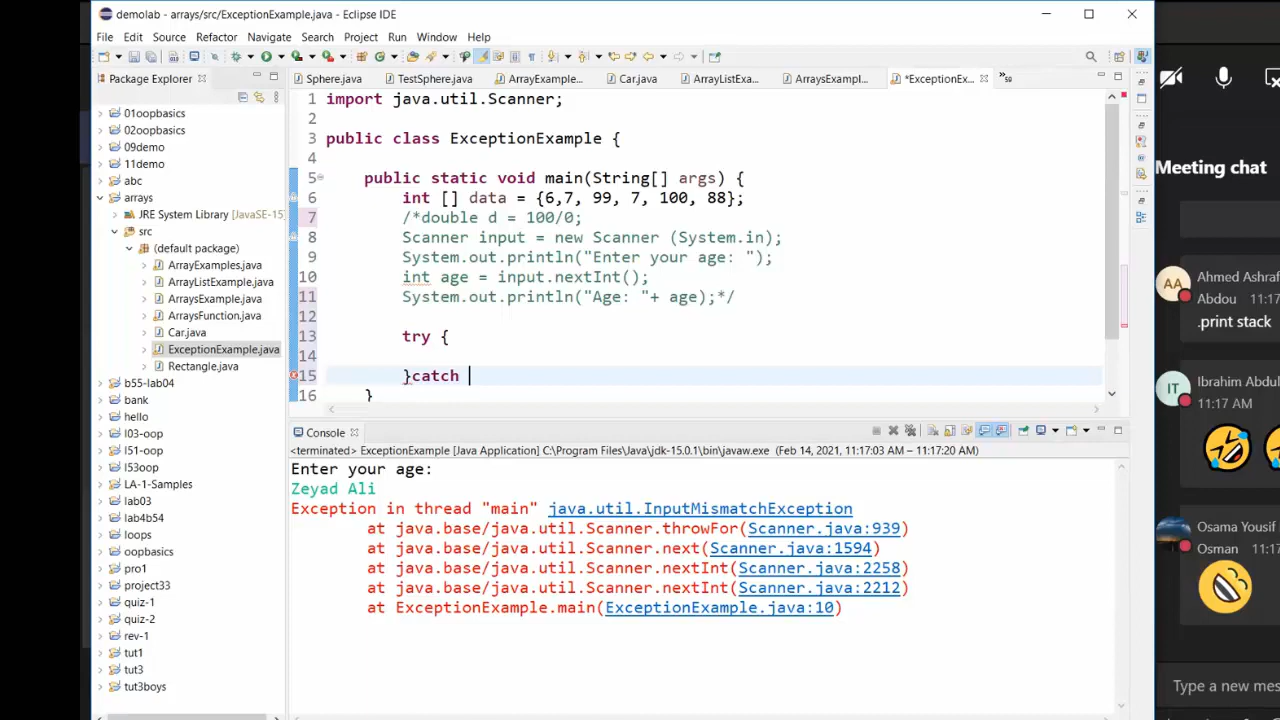 demolab - arrays/src/ExceptionExample.java - Eclipse IDE
File Edit Source Refactor Navigate Search Project Run Window Help
Package Explorer
01oopbasics
02oopbasics
09demo
11demo
abc
arrays
JRE System Library [JavaSE-15]
src
(default package)
ArrayExamples.java
ArrayListExample.java
ArraysExample.java
ArraysFunction.java
Car.java
ExceptionExample.java
Rectangle.java
b55-lab04
bank
hello
l03-oop
l51-oop
l53oop
LA-1-Samples
lab03
lab4b54
loops
oopbasics
pro1
project33
quiz-1
quiz-2
rev-1
tut1
tut3
tut3boys
Sphere.java TestSphere.java ArrayExample... Car.java ArrayListExa... ArraysExampl... *ExceptionEx... »99
1 import java.util.Scanner;
2
3 public class ExceptionExample {
4
5 public static void main(String[] args) {
6 int [] data = {6,7, 99, 7, 100, 88};
7 /*double d = 100/0;
8 Scanner input = new Scanner (System.in);
9 System.out.println("Enter your age: ");
10 int age = input.nextInt();
11 System.out.println("Age: "+ age);*/
12
13 try {
14
15 }catch
16 }
Console
<terminated> ExceptionExample [Java Application] C:\Program Files\Java\jdk-15.0.1\bin\javaw.exe (Feb 14, 2021, 11:17:03 AM – 11:17:20 AM)
Enter your age:
Zeyad Ali
Exception in thread "main" java.util.InputMismatchException
at java.base/java.util.Scanner.throwFor(Scanner.java:939)
at java.base/java.util.Scanner.next(Scanner.java:1594)
at java.base/java.util.Scanner.nextInt(Scanner.java:2258)
at java.base/java.util.Scanner.nextInt(Scanner.java:2212)
at ExceptionExample.main(ExceptionExample.java:10)
Meeting chat
AA
Ahmed Ashraf
Abdou 11:17
.print stack
IT
Ibrahim Abdul
11:17 AM
Osama Yousif
Osman 11:17
Type a new mes